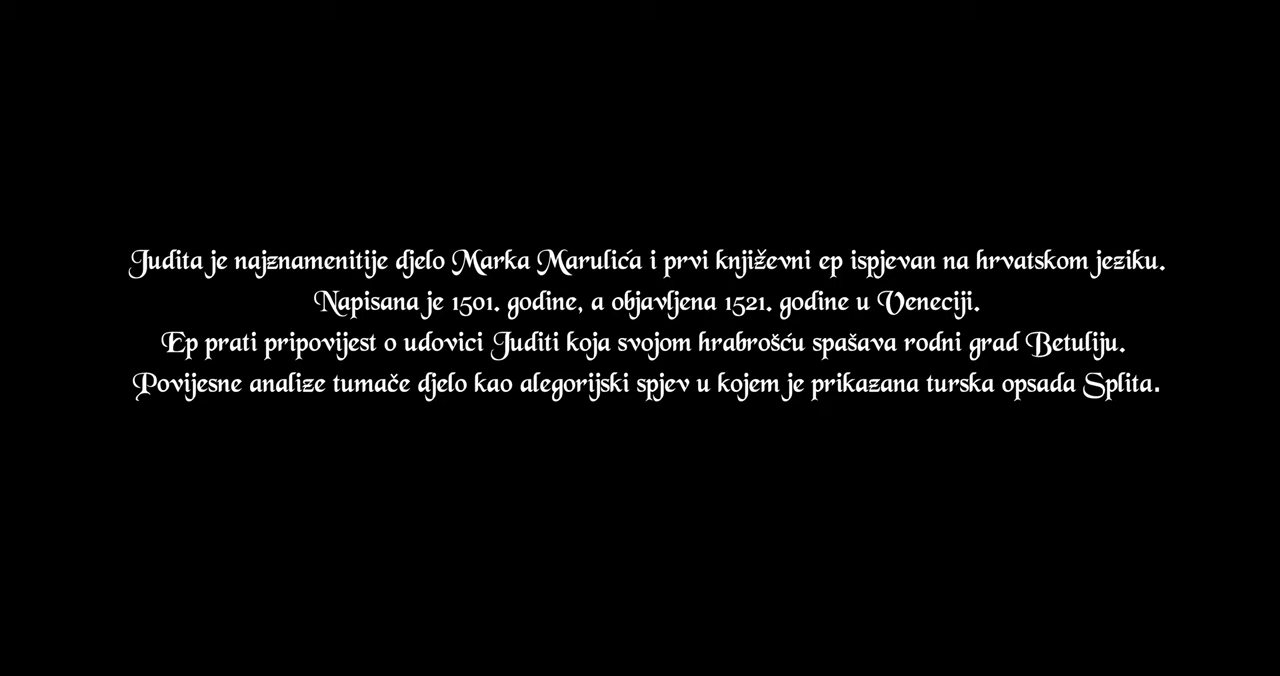 Judita je najznamenitije djelo Marka Marulića i prvi književni ep ispjevan na hrvatskom jeziku.
Napisana je 1501. godine, a objavljena 1521. godine u Veneciji.
Ep prati pripovijest o udovici Juditi koja svojom hrabrošću spašava rodni grad Betuliju.
Povijesne analize tumače djelo kao alegorijski spjev u kojem je prikazana turska opsada Splita.